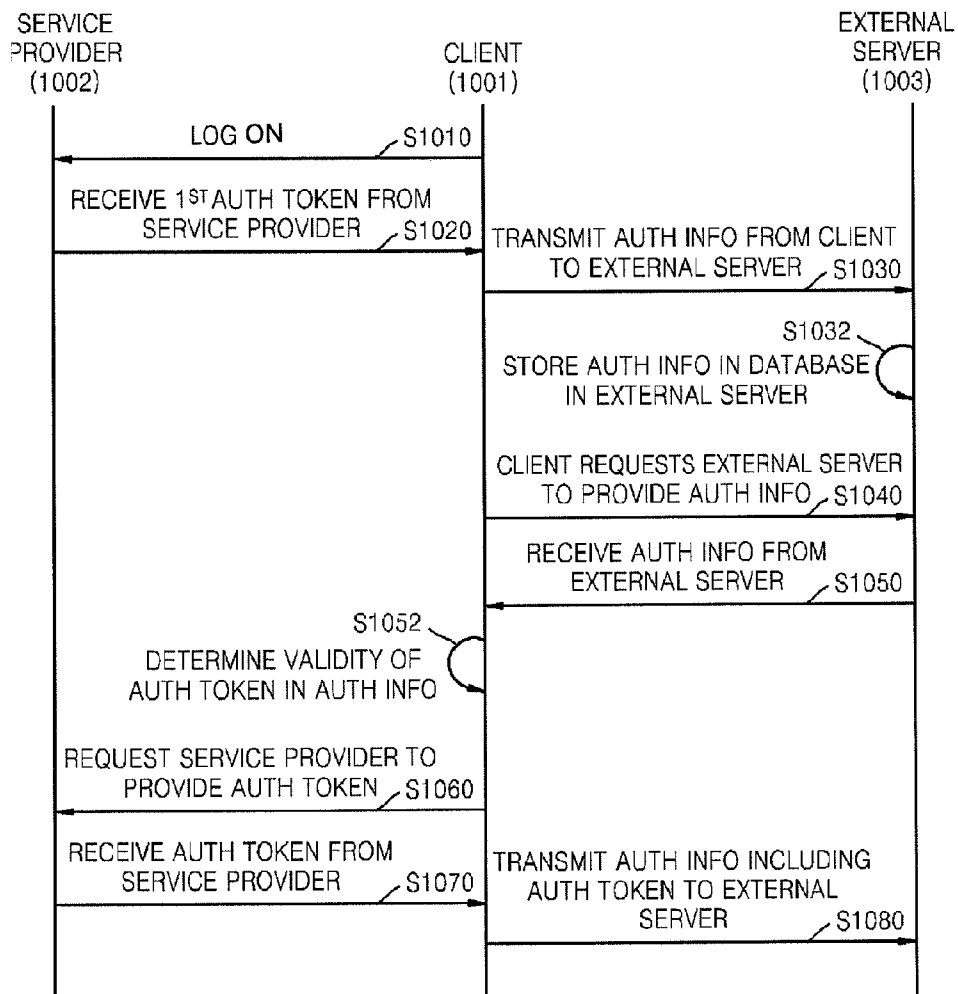 SERVICE
PROVIDER
(1002)
CLIENT
(1001)
EXTERNAL
SERVER
(1003)
LOG ON
S1010
RECEIVE 1ST AUTH TOKEN FROM
SERVICE PROVIDER
S1020
TRANSMIT AUTH INFO FROM CLIENT
TO EXTERNAL SERVER
S1030
S1032
STORE AUTH INFO IN DATABASE
IN EXTERNAL SERVER
CLIENT REQUESTS EXTERNAL SERVER
TO PROVIDE AUTH INFO
S1040
RECEIVE AUTH INFO FROM
EXTERNAL SERVER
S1050
S1052
DETERMINE VALIDITY OF
AUTH TOKEN IN AUTH INFO
REQUEST SERVICE PROVIDER TO
PROVIDE AUTH TOKEN
S1060
RECEIVE AUTH TOKEN FROM
SERVICE PROVIDER
S1070
TRANSMIT AUTH INFO INCLUDING
AUTH TOKEN TO EXTERNAL
SERVER
S1080